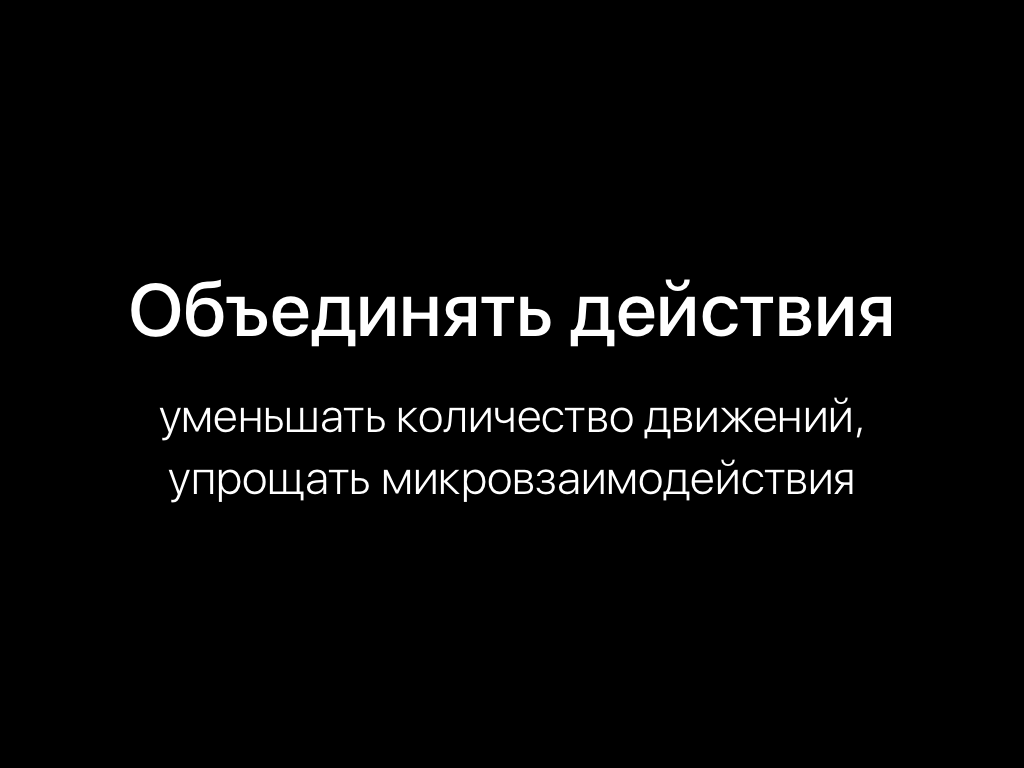 Объединять действия
уменьшать количество движений,
упрощать микровзаимодействия